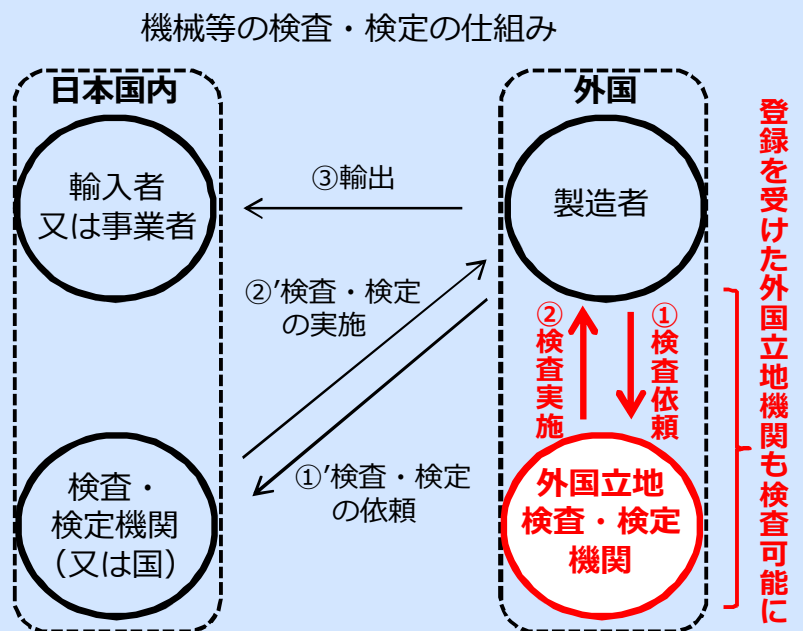 機械等の検査・検定の仕組み
日本国内
外国
輸入者
又は事業者
③輸出
製造者
②’検査・検定
の実施
①’検査・検定
の依頼
②検査実施
①検査依頼
検査・
検定機関
（又は国）
外国立地
検査・検定
機関
登録を受けた外国立地機関も検査可能に